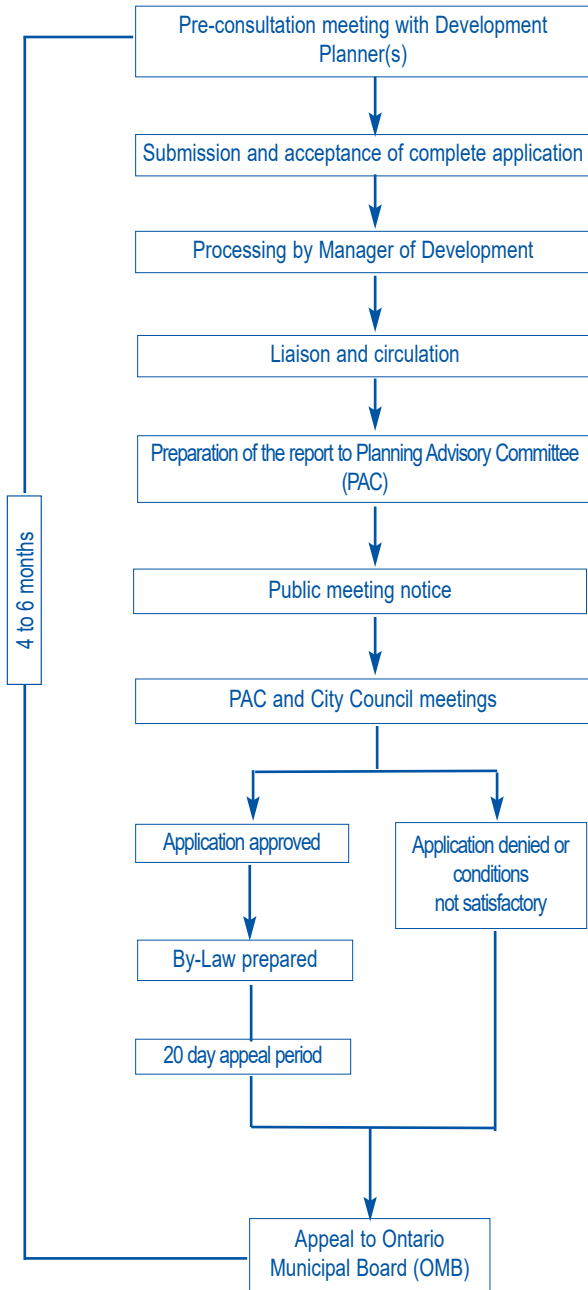 Pre-consultation meeting with Development
Planner(s)
Submission and acceptance of complete application
Processing by Manager of Development
Liaison and circulation
Preparation of the report to Planning Advisory Committee
(PAC)
4 to 6 months
Public meeting notice
PAC and City Council meetings
Application approved
Application denied or
conditions
not satisfactory
By-Law prepared
20 day appeal period
Appeal to Ontario
Municipal Board (OMB)